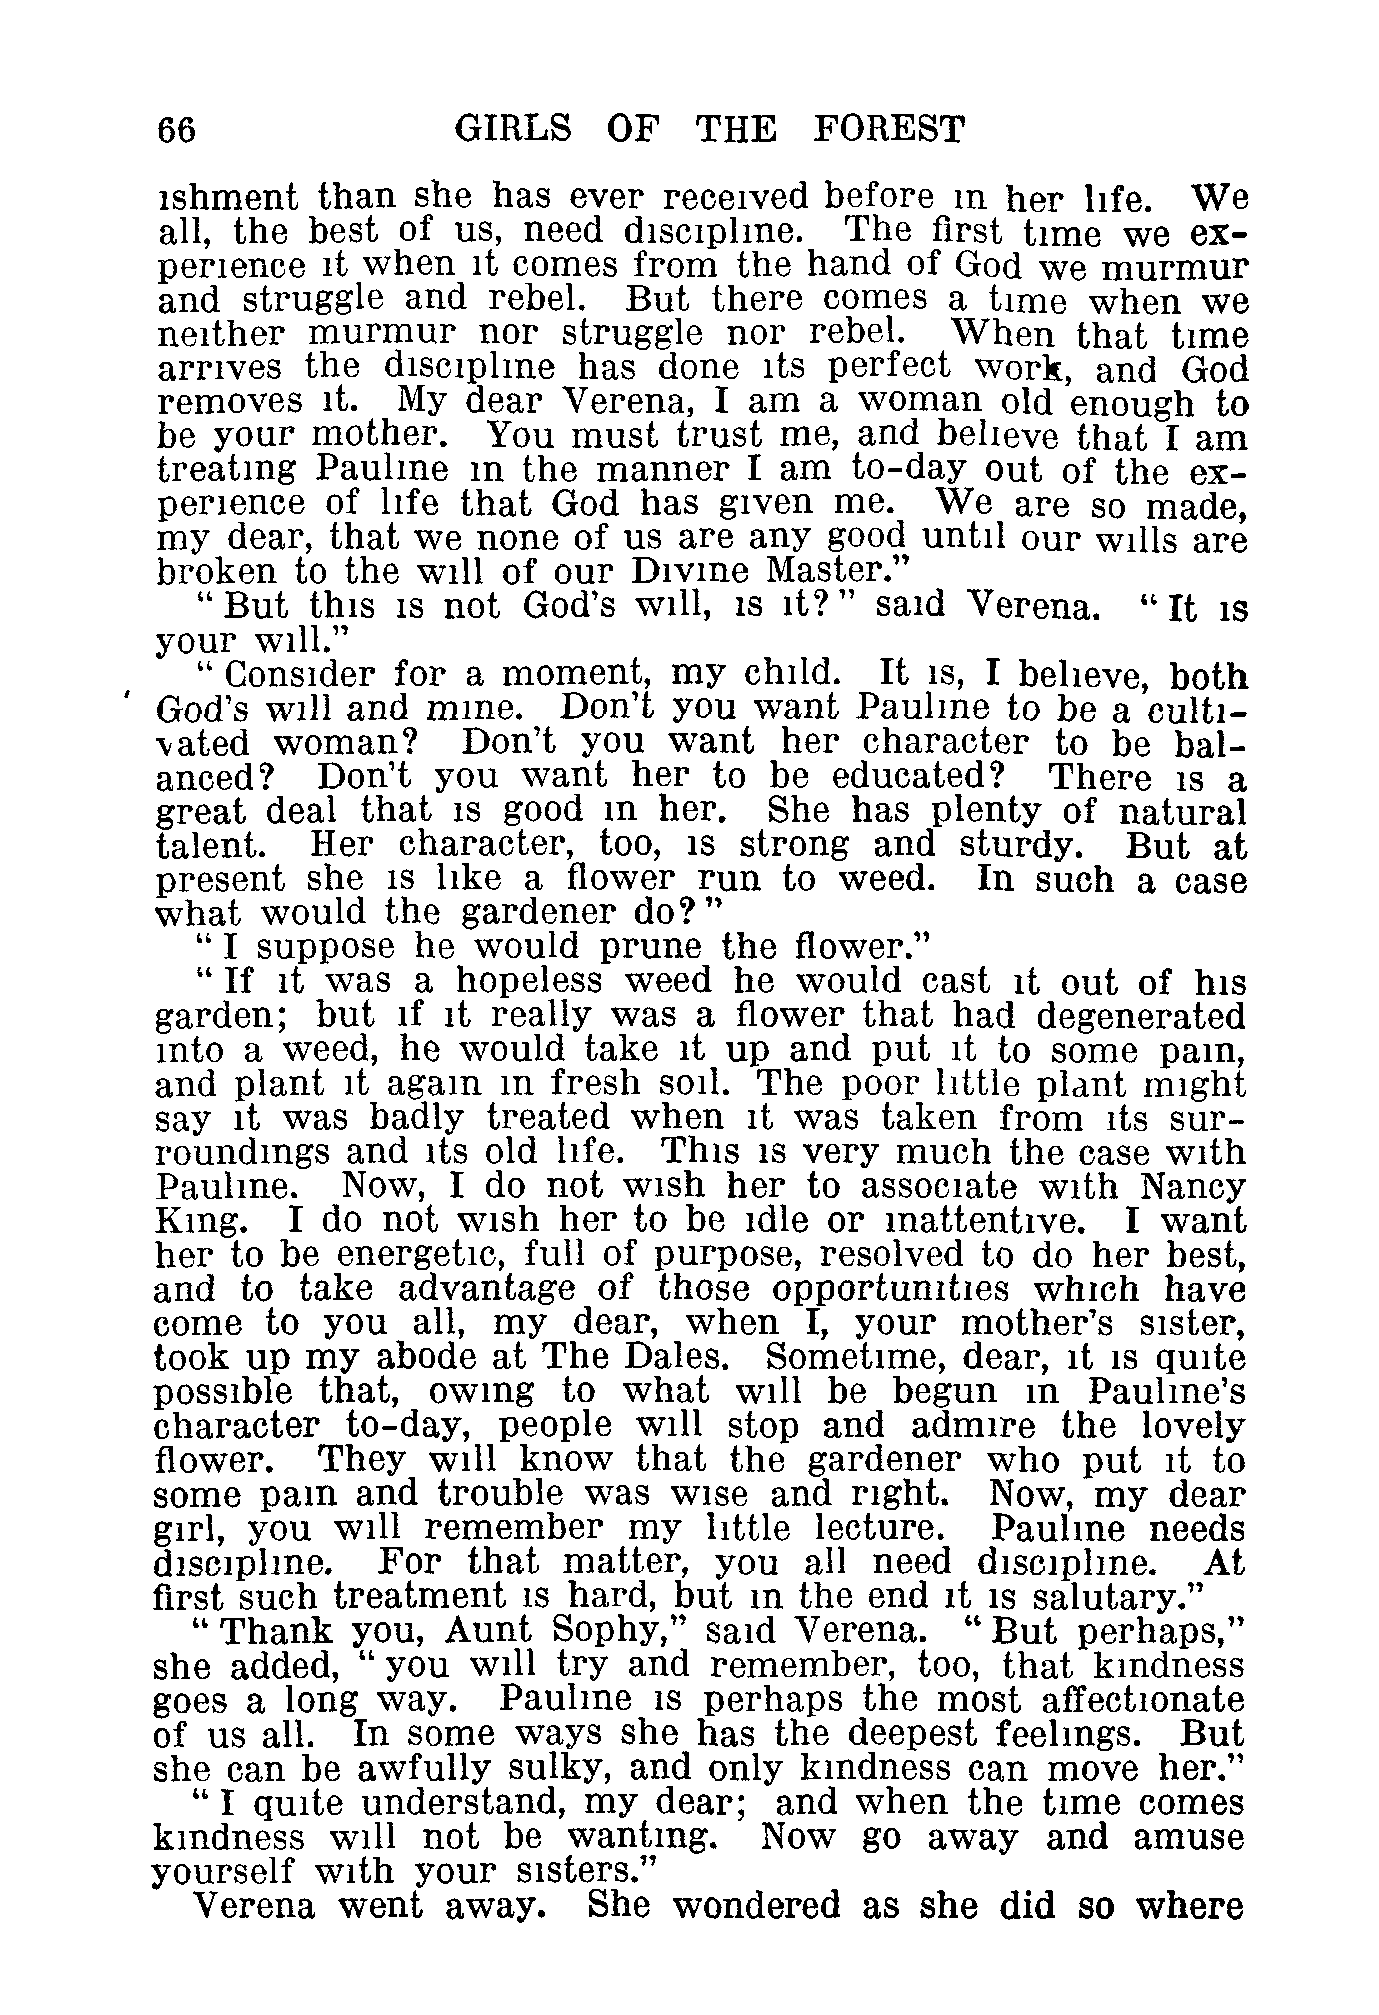 66 GIRLS OF THE FOREST
ishment than she has ever received before in her life. We
all, the best of us, need discipline. The first time we ex-
perience it when it comes from the hand of God we murmur
and struggle and rebel. But there comes a time when we
neither murmur nor struggle nor rebel. When that time
arrives the discipline has done its perfect work, and God
removes it. My dear Verena, I am a woman old enough to
be your mother. You must trust me, and believe that I am
treating Pauline in the manner I am to-day out of the ex-
perience of life that God has given me. We are so made,
my dear, that we none of us are any good until our wills are
broken to the will of our Divine Master."
"But this is not God's will, is it?" said Verena. "It is
your will."
"Consider for a moment, my child. It is, I believe, both
God's will and mine. Don't you want Pauline to be a culti-
vated woman? Don't you want her character to be bal-
anced? Don't you want her to be educated? There is a
great deal that is good in her. She has plenty of natural
talent. Her character, too, is strong and sturdy. But at
present she is like a flower run to weed. In such a case
what would the gardener do?"
"I suppose he would prune the flower."
"If it was a hopeless weed he would cast it out of his
garden; but if it really was a flower that had degenerated
into a weed, he would take it up and put it to some pain,
and plant it again in fresh soil. The poor little plant might
say it was badly treated when it was taken from its sur-
roundings and its old life. This is very much the case with
Pauline. Now, I do not wish her to associate with Nancy
King. I do not wish her to be idle or inattentive. I want
her to be energetic, full of purpose, resolved to do her best,
and to take advantage of those opportunities which have
come to you all, my dear, when I, your mother's sister,
took up my abode at The Dales. Sometime, dear, it is quite
possible that, owing to what will be begun in Pauline's
character to-day, people will stop and admire the lovely
flower. They will know that the gardener who put it to
some pain and trouble was wise and right. Now, my dear
girl, you will remember my little lecture. Pauline needs
discipline. For that matter, you all need discipline. At
first such treatment is hard, but in the end it is salutary."
"Thank you, Aunt Sophy," said Verena. "But perhaps,"
she added, "you will try and remember, too, that kindness
goes a long way. Pauline is perhaps the most affectionate
of us all. In some ways she has the deepest feelings. But
she can be awfully sulky, and only kindness can move her."
"I quite understand, my dear; and when the time comes
kindness will not be wanting. Now go away and amuse
yourself with your sisters."
Verena went away. She wondered as she did so where